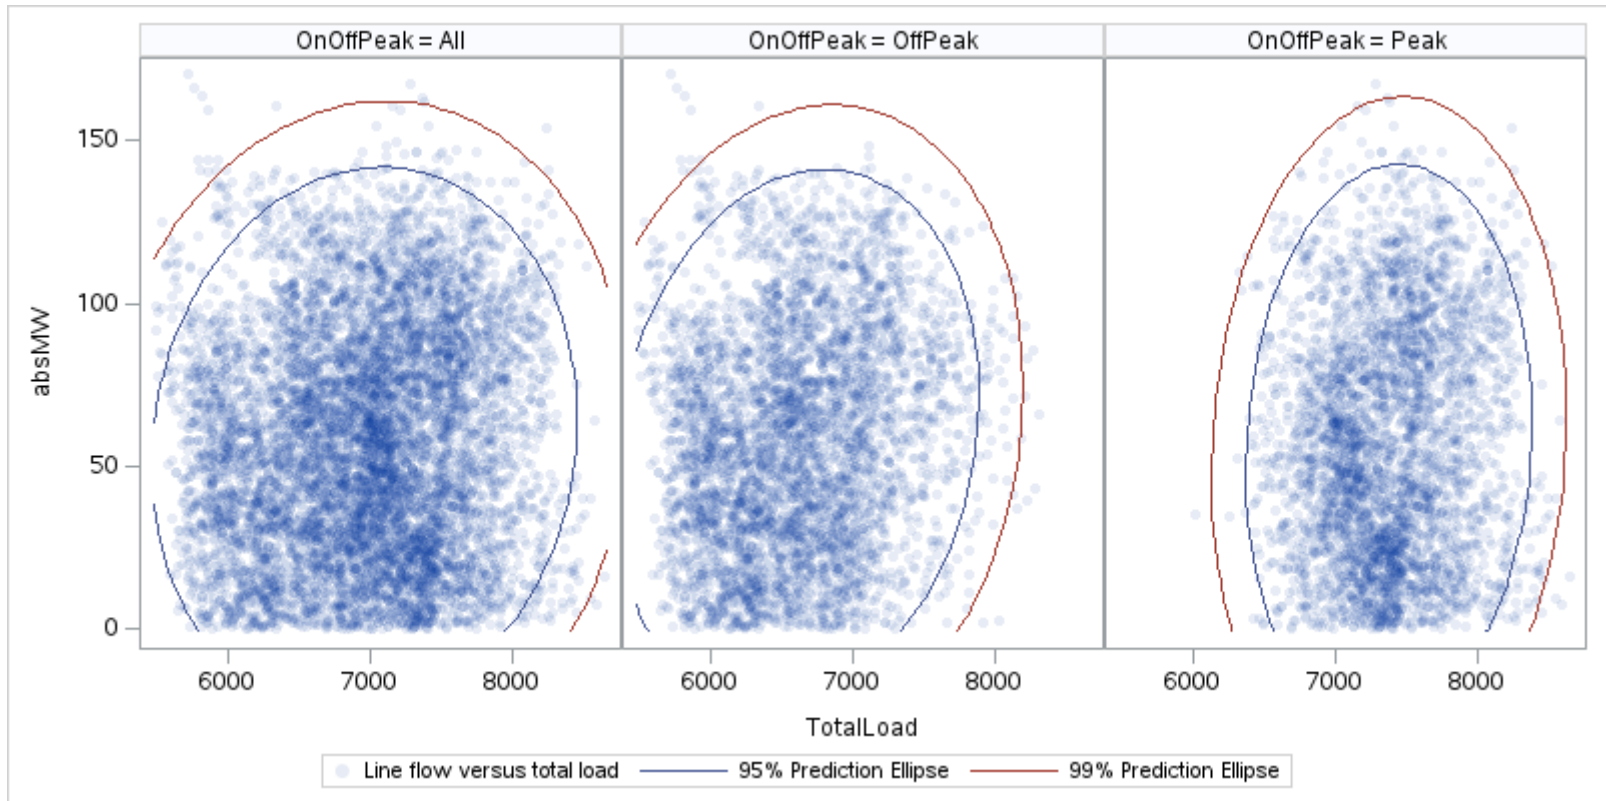 OnOffPeak = All
OnOffPeak = OffPeak
OnOffPeak = Peak
absMW
150
100
50
0
6000 7000 8000
6000 7000 8000
6000 7000 8000
TotalLoad
Line flow versus total load
95% Prediction Ellipse
99% Prediction Ellipse